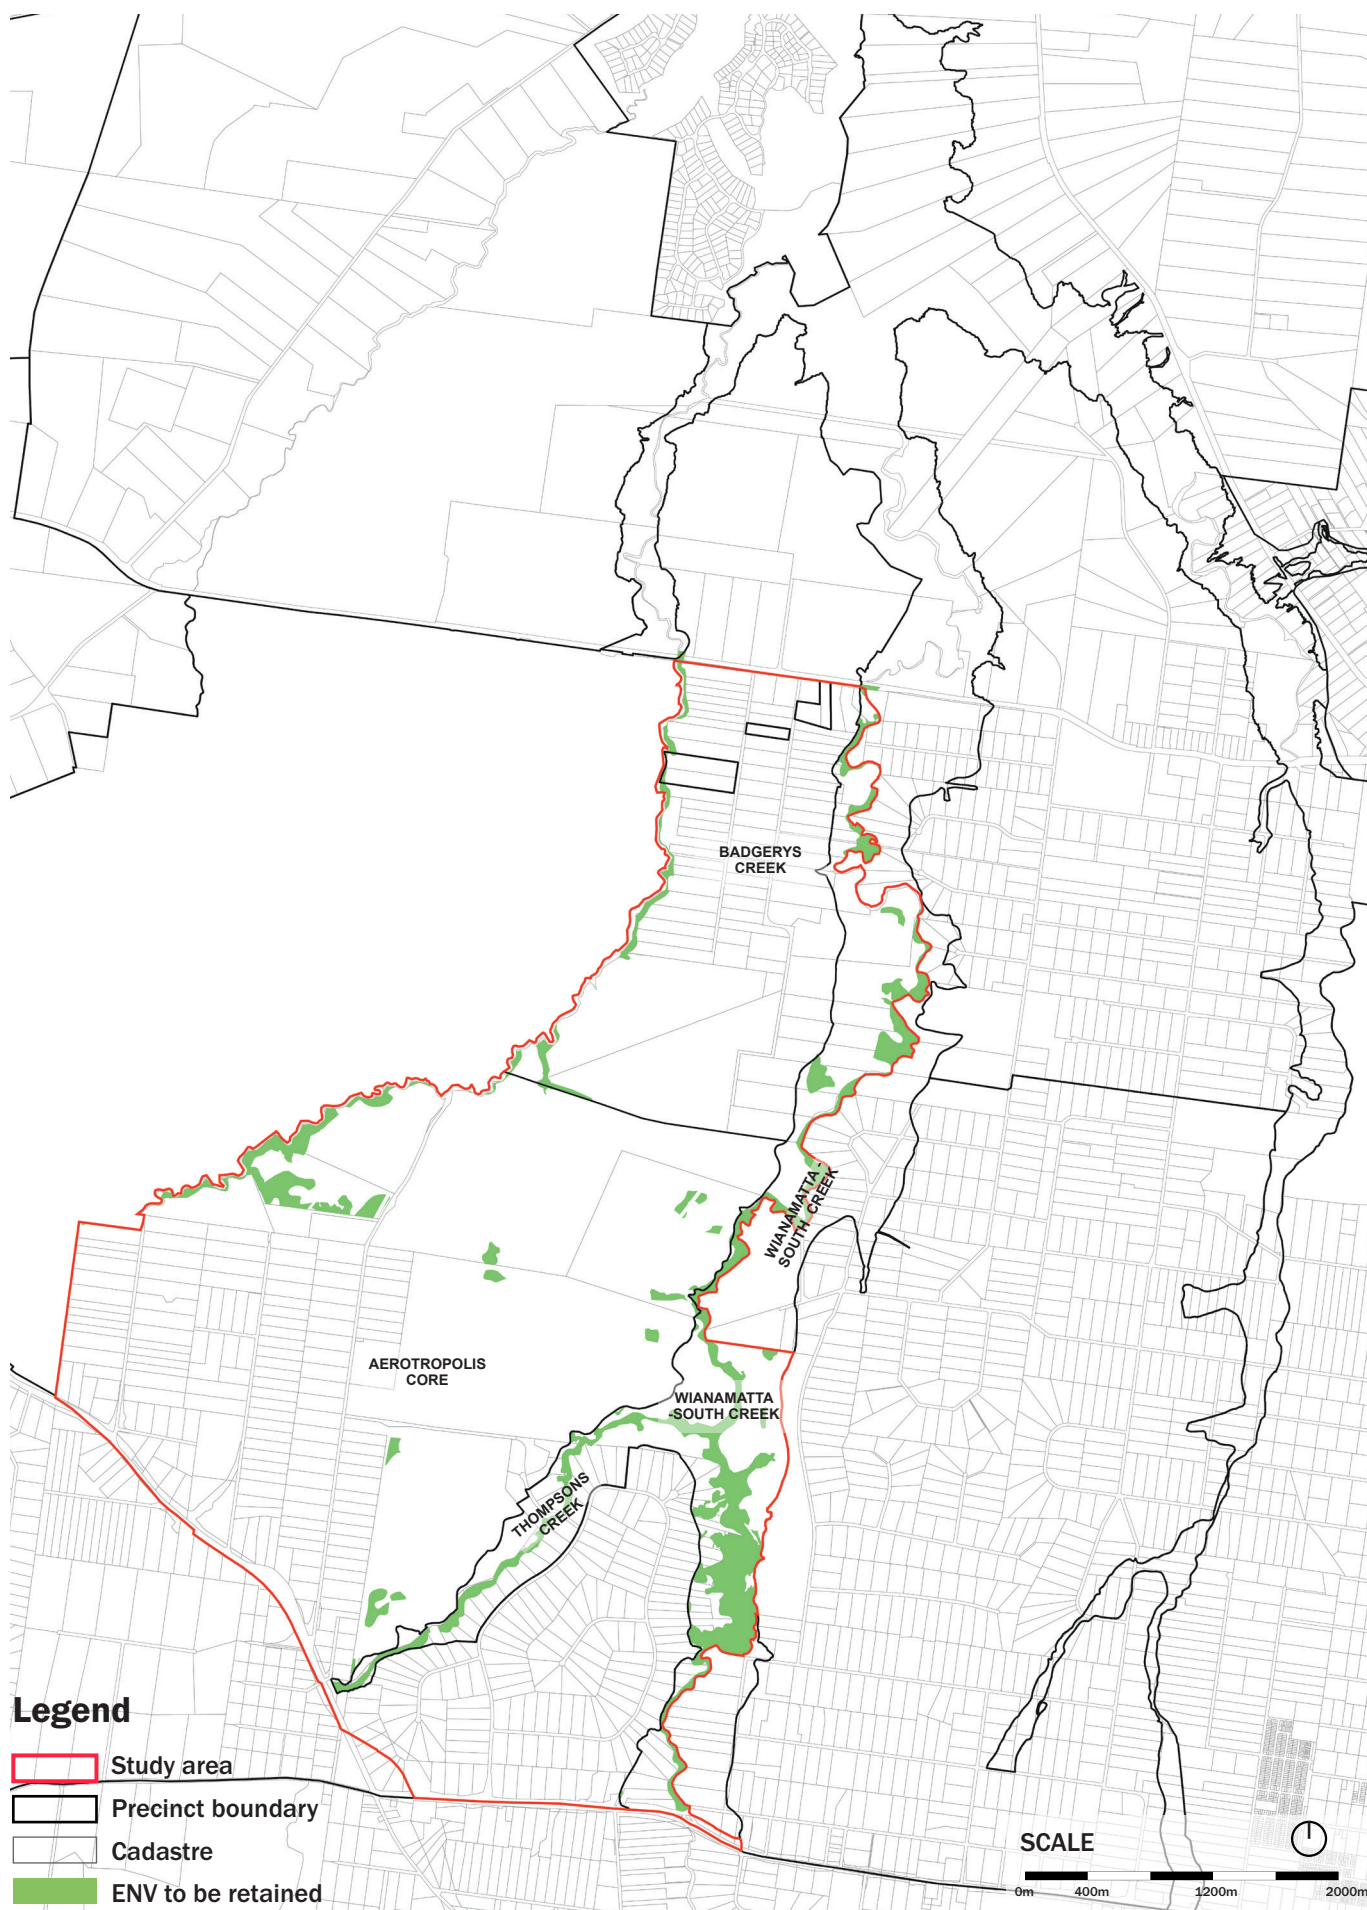 BADGERYS
CREEK
WIANAMATTA -
SOUTH CREEK
AEROTROPOLIS
CORE
WIANAMATTA
-SOUTH CREEK
THOMPSONS
CREEK
Legend
Study area
Precinct boundary
Cadastre
ENV to be retained
SCALE
0m 400m 1200m 2000m